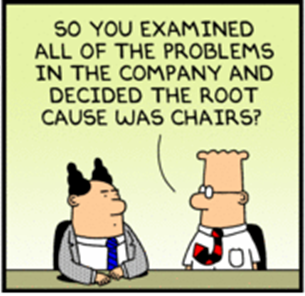 SO YOU EXAMINED
ALL OF THE PROBLEMS
IN THE COMPANY AND
DECIDED THE ROOT
CAUSE WAS CHAIRS?